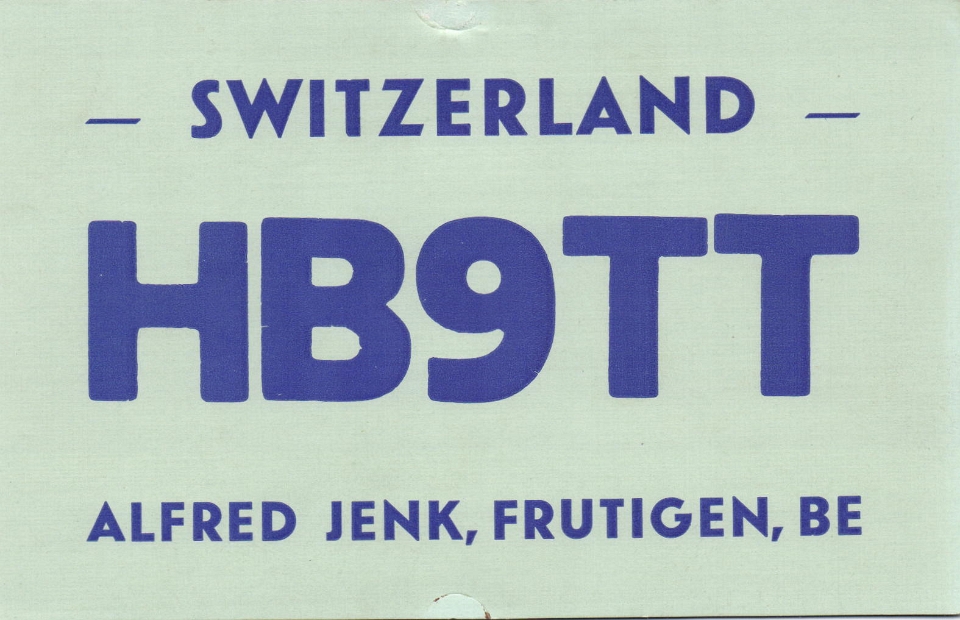 — SWITZERLAND —
HB9TT
ALFRED JENK, FRUTIGEN, BE